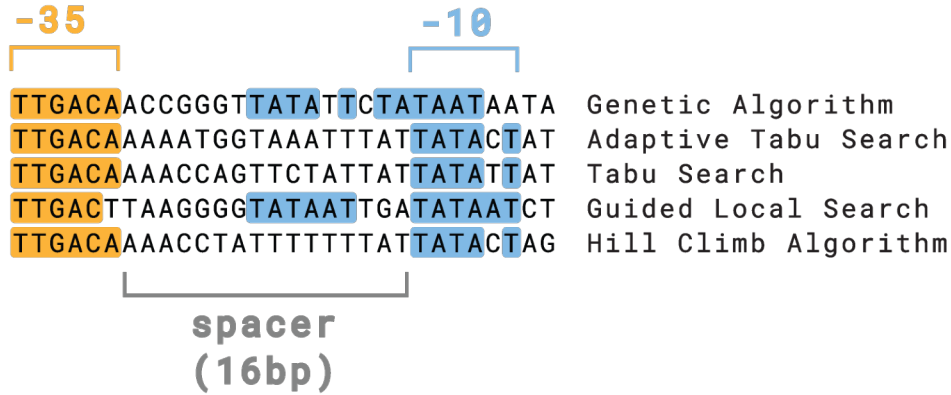 -35 -10
TTGACAACCGGGTTATATTCTATAATAATA Genetic Algorithm
TTGACAAAAATGGTAAATTTATTATACTAT Adaptive Tabu Search
TTGACAAAACCAGTTCTATTATTATATTAT Tabu Search
TTGACTTAAGGGGTATAATTGATATAATCT Guided Local Search
TTGACAAAACCTATTTTTTTATTATACTAG Hill Climb Algorithm
spacer
(16bp)